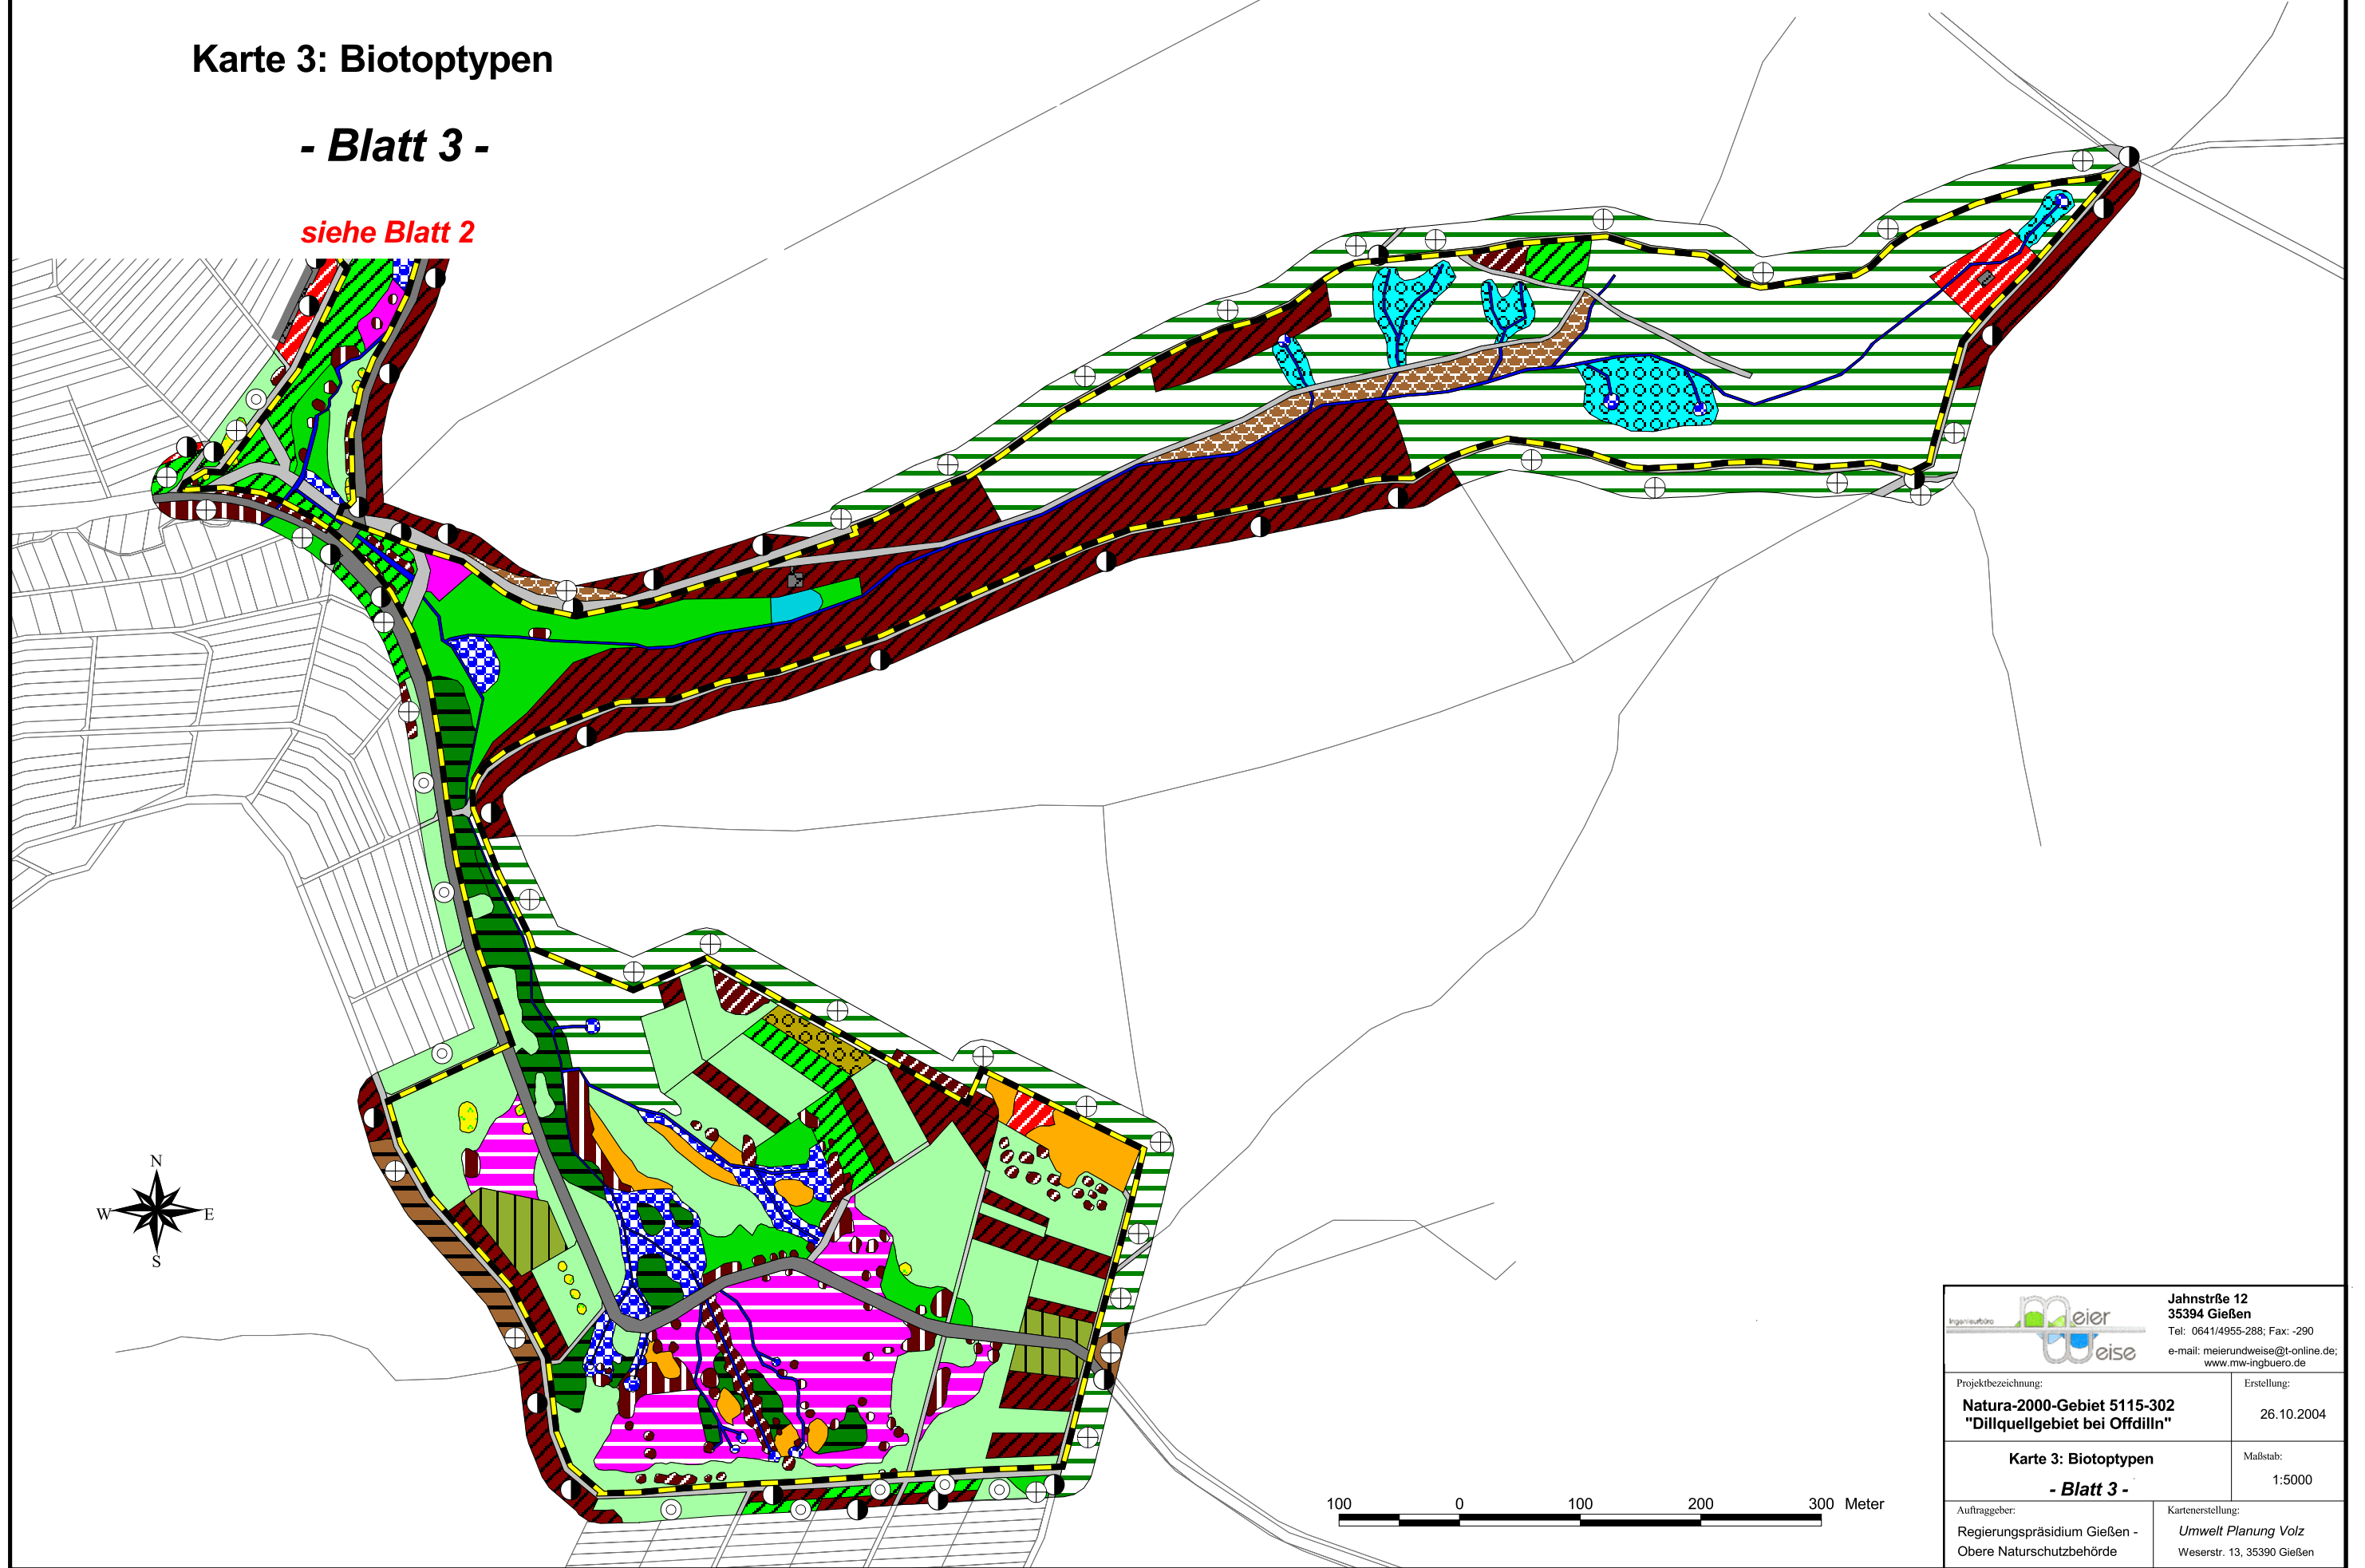 Karte 3: Biotoptypen
- Blatt 3 -
siehe Blatt 2
N
W
E
S
100 0 100 200 300 Meter
Ingenieurbüro
Meier
Weise
Jahnstrße 12
35394 Gießen
Tel: 0641/4955-288; Fax: -290
e-mail: meierundweise@t-online.de;
www.mw-ingbuero.de
Projektbezeichnung:
Natura-2000-Gebiet 5115-302
"Dillquellgebiet bei Offdilln"
Erstellung:
26.10.2004
Karte 3: Biotoptypen
- Blatt 3 -
Maßstab:
1:5000
Auftraggeber:
Regierungspräsidium Gießen -
Obere Naturschutzbehörde
Kartenerstellung:
Umwelt Planung Volz
Weserstr. 13, 35390 Gießen